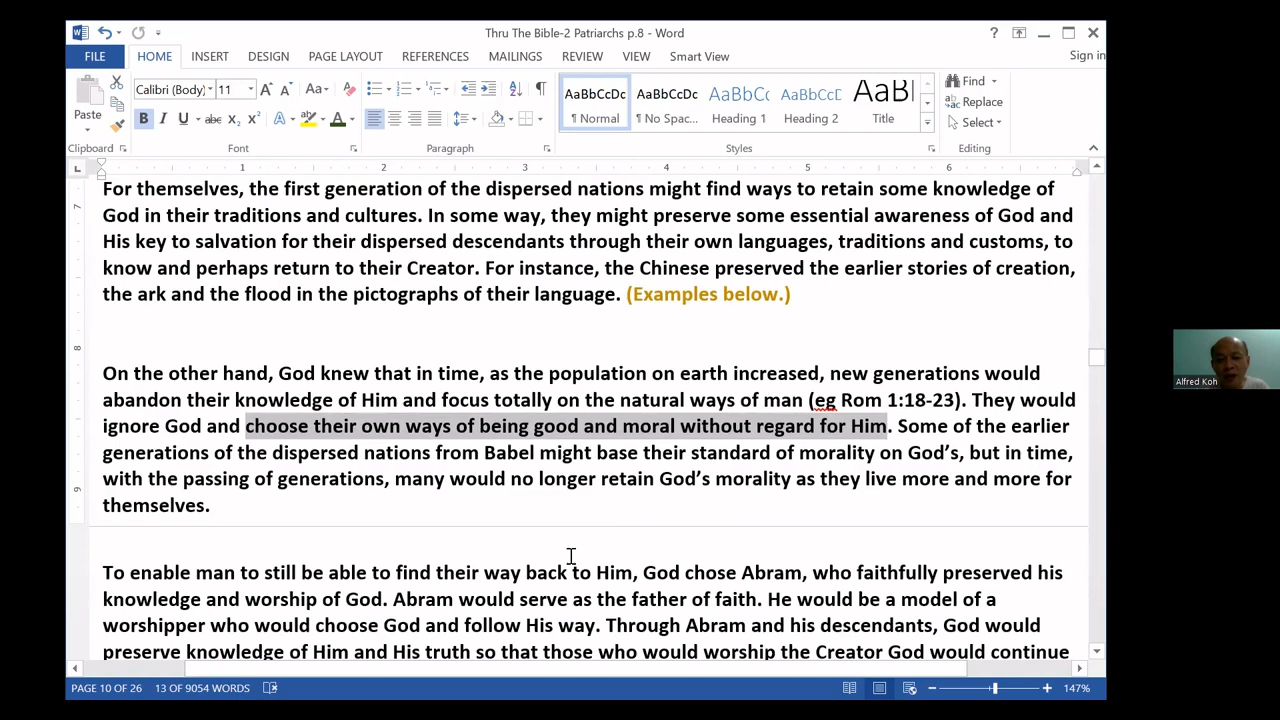 Thru The Bible-2 Patriarchs p.8 - Word
FILE HOME INSERT DESIGN PAGE LAYOUT REFERENCES MAILINGS REVIEW VIEW Smart View Sign in
Paste
Calibri (Body) 11
AaBbCcDc AaBbCcDc AaBbCc AaBbCcD AaB
¶ Normal ¶ No Spac... Heading 1 Heading 2 Title
Find
Replace
Select
Clipboard Font Paragraph Styles Editing
1 2 3 4 5 6 7
For themselves, the first generation of the dispersed nations might find ways to retain some knowledge of
God in their traditions and cultures. In some way, they might preserve some essential awareness of God and
His key to salvation for their dispersed descendants through their own languages, traditions and customs, to
know and perhaps return to their Creator. For instance, the Chinese preserved the earlier stories of creation,
the ark and the flood in the pictographs of their language. (Examples below.)
On the other hand, God knew that in time, as the population on earth increased, new generations would
abandon their knowledge of Him and focus totally on the natural ways of man (eg Rom 1:18-23). They would
ignore God and choose their own ways of being good and moral without regard for Him. Some of the earlier
generations of the dispersed nations from Babel might base their standard of morality on God's, but in time,
with the passing of generations, many would no longer retain God's morality as they live more and more for
themselves.
To enable man to still be able to find their way back to Him, God chose Abram, who faithfully preserved his
knowledge and worship of God. Abram would serve as the father of faith. He would be a model of a
worshipper who would choose God and follow His way. Through Abram and his descendants, God would
preserve knowledge of Him and His truth so that those who would worship the Creator God would continue
PAGE 10 OF 26 13 OF 9054 WORDS 147%
Alfred Koh